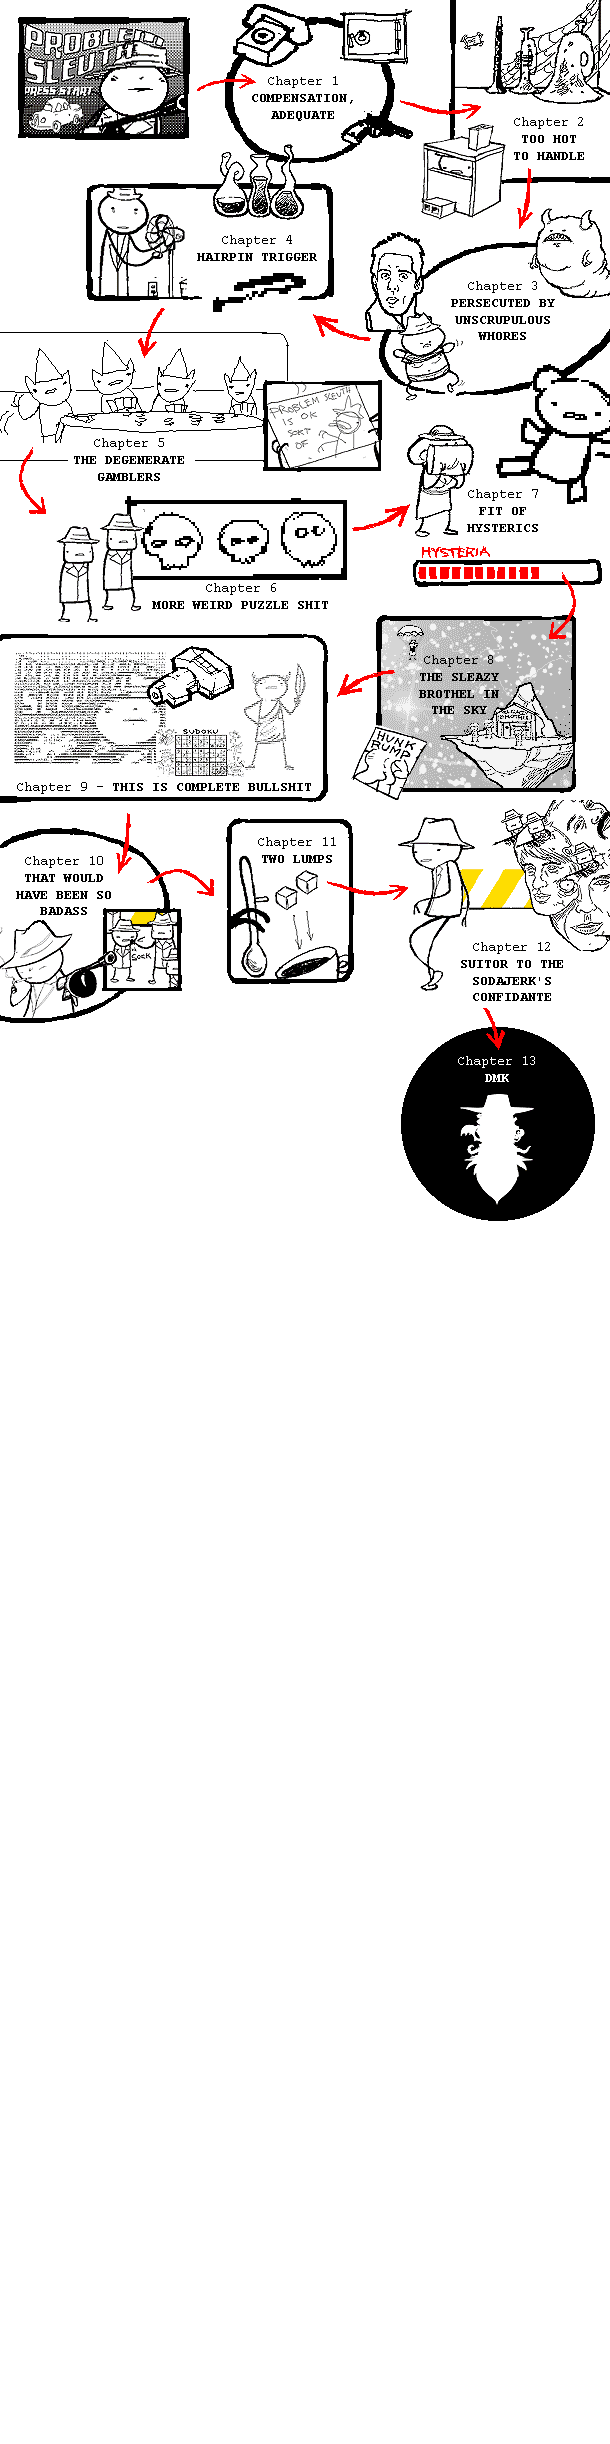 PROBLEM
SLEUTH
PRESS START
Chapter 1
COMPENSATION,
ADEQUATE
Chapter 2
TOO HOT
TO HANDLE
Chapter 3
PERSECUTED BY
UNSCRUPULOUS
WHORES
Chapter 4
HAIRPIN TRIGGER
Chapter 5
THE DEGENERATE
GAMBLERS
PROBLEM SLEUTH
IS OK
SORT
OF
Chapter 6
MORE WEIRD PUZZLE SHIT
Chapter 7
FIT OF
HYSTERICS
HYSTERIA
Chapter 8
THE SLEAZY
BROTHEL IN
THE SKY
HUNK
RUMP
PROBLEM
SLEUTH
SUDOKU
Chapter 9 - THIS IS COMPLETE BULLSHIT
Chapter 10
THAT WOULD
HAVE BEEN SO
BADASS
SOCK
Chapter 11
TWO LUMPS
Chapter 12
SUITOR TO THE
SODAJERK'S
CONFIDANTE
Chapter 13
DMK